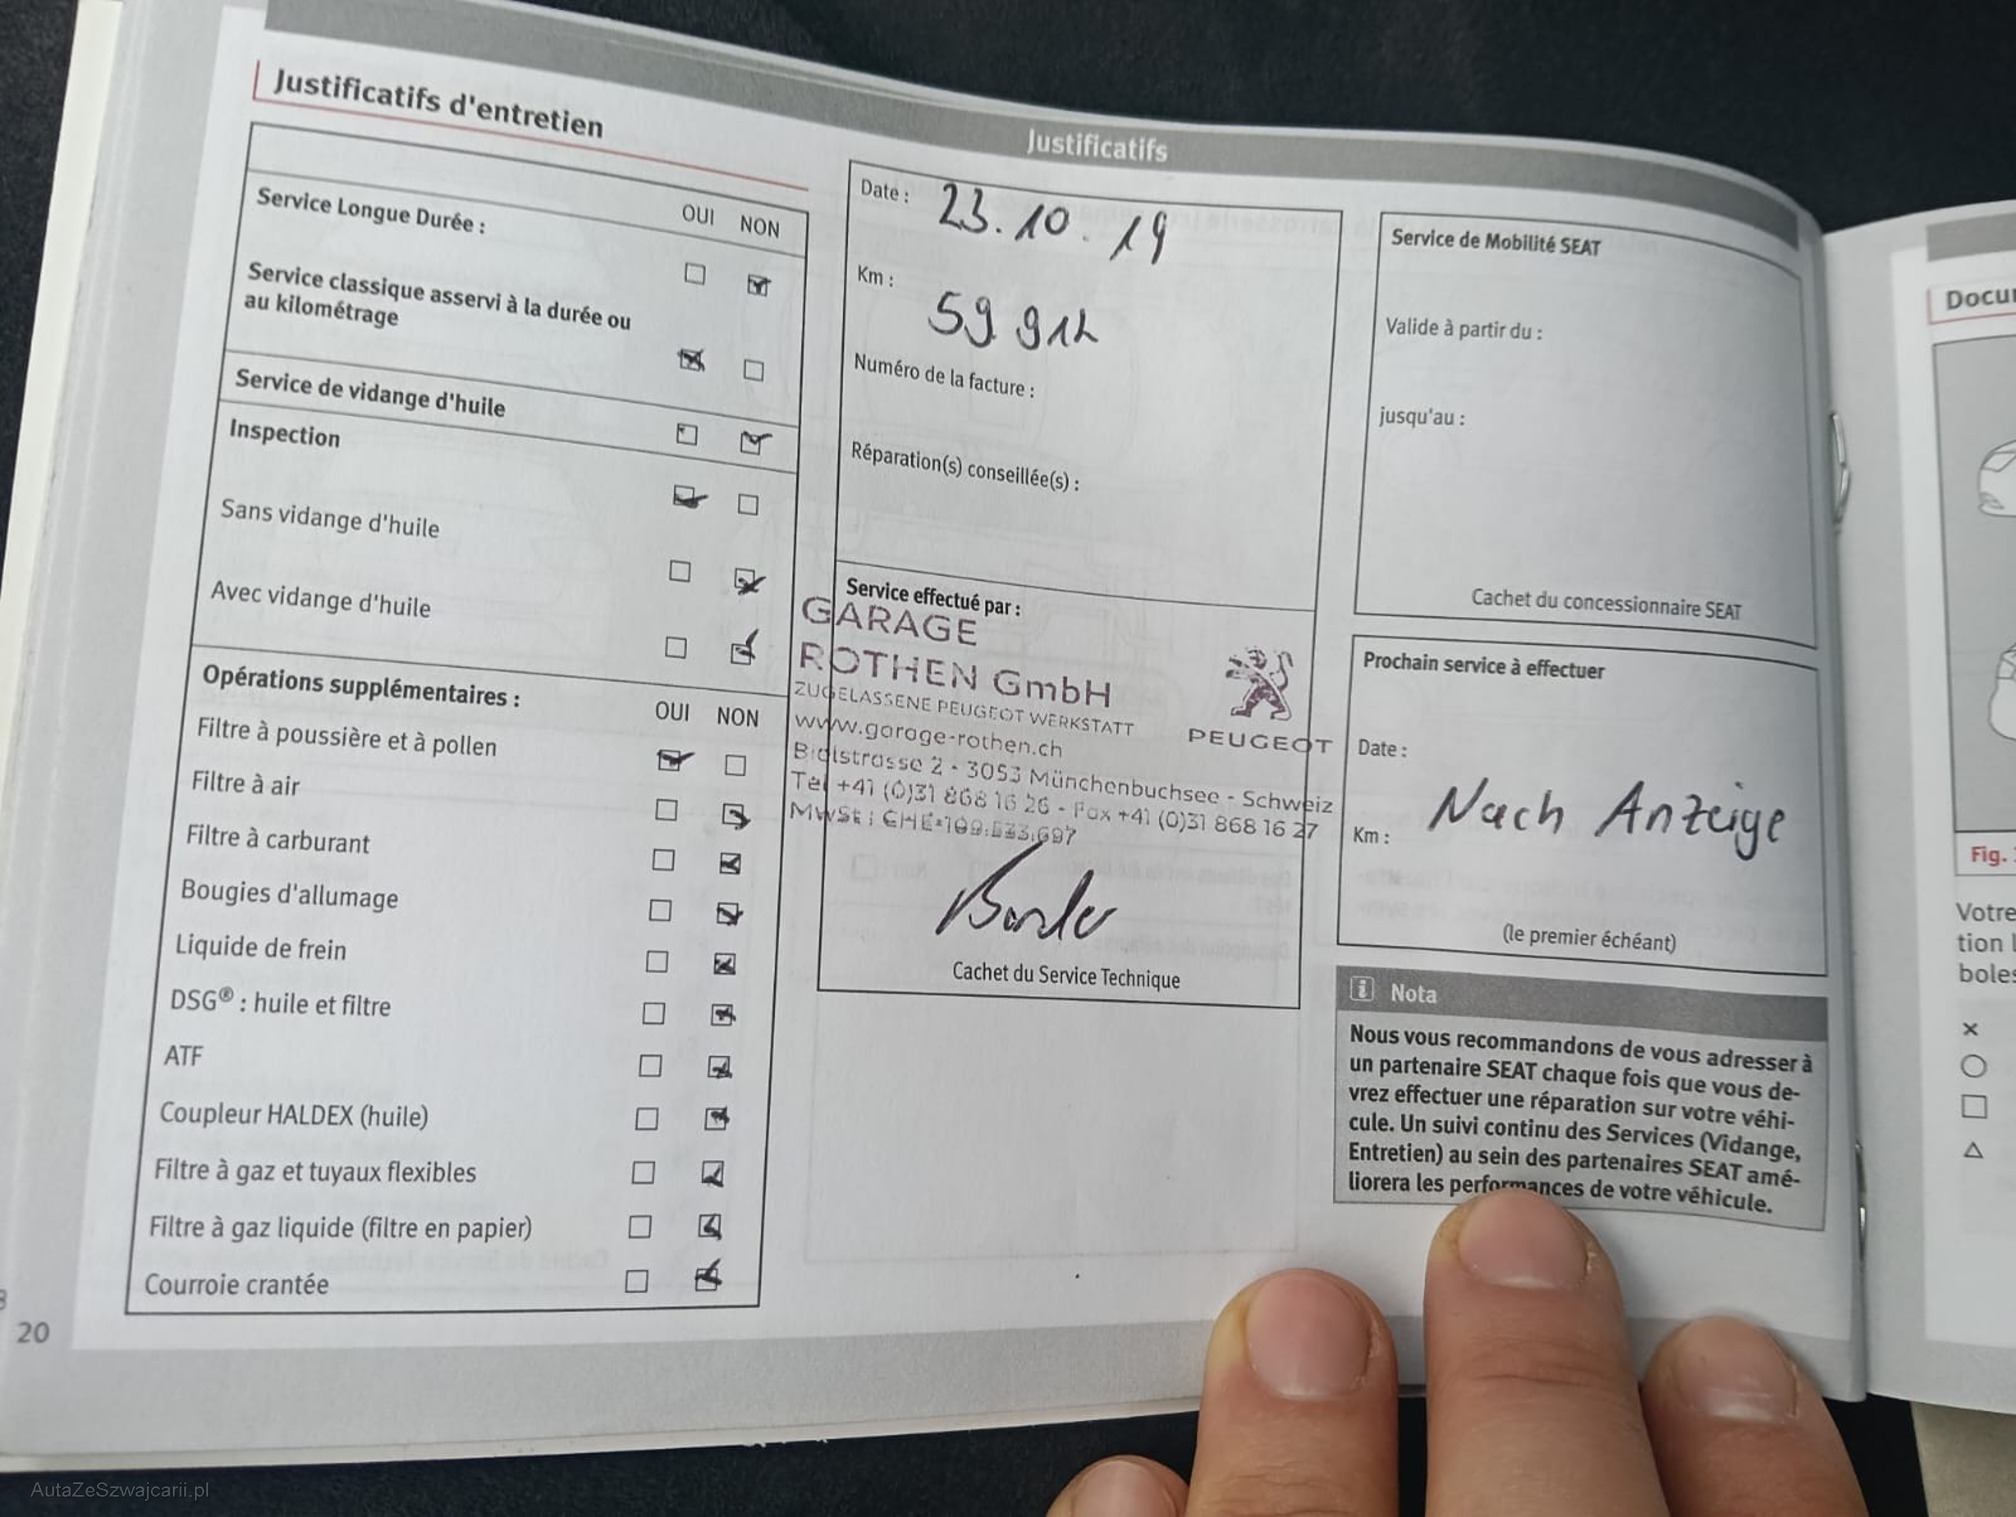 Justificatifs
Justificatifs d'entretien
OUI NON
Service Longue Durée :
Service classique asservi à la durée ou
au kilométrage
Service de vidange d'huile
Inspection
Sans vidange d'huile
Avec vidange d'huile
Opérations supplémentaires :
OUI NON
Filtre à poussière et à pollen
Filtre à air
Filtre à carburant
Bougies d'allumage
Liquide de frein
DSG® : huile et filtre
ATF
Coupleur HALDEX (huile)
Filtre à gaz et tuyaux flexibles
Filtre à gaz liquide (filtre en papier)
Courroie crantée
20
Date : 23.10.19
Km :
59 912
Numéro de la facture :
Réparation(s) conseillée(s) :
Service effectué par :
GARAGE
ROTHEN GmbH
ZUGELASSENE PEUGEOT WERKSTATT
PEUGEOT
www.garage-rothen.ch
2 - 3053 Münchenbuchsee - Schweiz
Tel +41 (0)31 868 16 26 - Fax +41 (0)31 868 16 27
Cachet du Service Technique
Service de Mobilité SEAT
Valide à partir du :
jusqu'au :
Cachet du concessionnaire SEAT
Prochain service à effectuer
Date :
Nach Anzeige
Km :
(le premier échéant)
i Nota
Nous vous recommandons de vous adresser à
un partenaire SEAT chaque fois que vous de-
vrez effectuer une réparation sur votre véhi-
cule. Un suivi continu des Services (Vidange,
Entretien) au sein des partenaires SEAT amé-
liorera les performances de votre véhicule.
Docu
Fig.
Votre
tion
boles
AutaZeSzwajcarii.pl